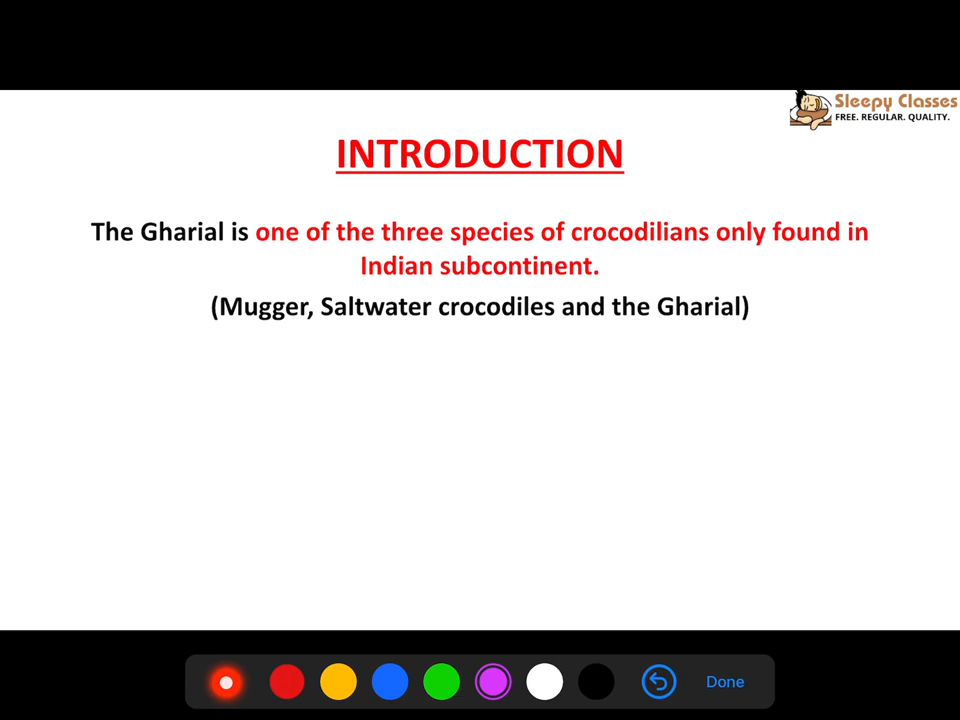 Sleepy Classes
FREE. REGULAR. QUALITY.
INTRODUCTION
The Gharial is one of the three species of crocodilians only found in
Indian subcontinent.
(Mugger, Saltwater crocodiles and the Gharial)
Done